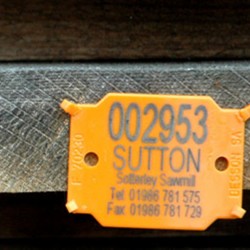 002953
SUTTON
Sotterley Sawmill
Tel 01986 781 575
Fax 01986 781 729